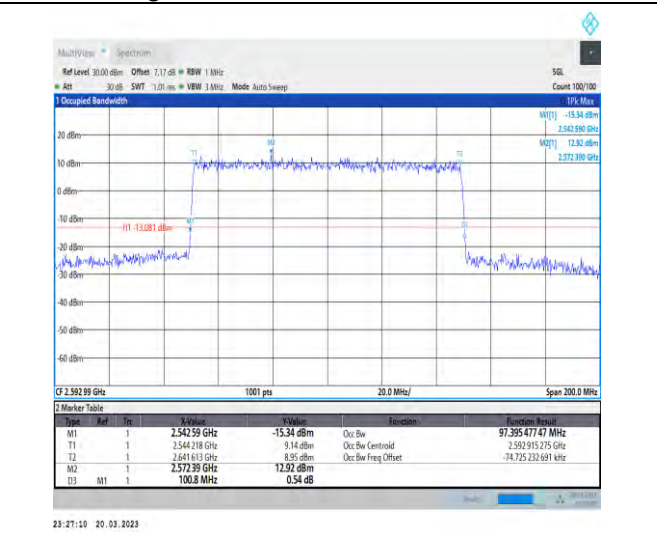 MultiView Spectrum
Ref Level 30.00 dBm Offset 7.17 dB RBW 1 MHz SGL
Att 30 dB SWT 1.01 ms VBW 3 MHz Mode Auto Sweep Count 100/100
1 Occupied Bandwidth 1Pk Max
M1[1] -15.34 dBm
2.542 590 GHz
M2[1] 12.92 dBm
2.572 390 GHz
20 dBm
M2
T1 T2
10 dBm
0 dBm
-10 dBm
H1 -13.081 dBm M1
D3
-20 dBm
-30 dBm
-40 dBm
-50 dBm
-60 dBm
CF 2.592 99 GHz 1001 pts 20.0 MHz/ Span 200.0 MHz
2 Marker Table
Type Ref Trc X-Value Y-Value Function Function Result
M1 1 2.542 59 GHz -15.34 dBm Occ Bw 97.395 477 47 MHz
T1 1 2.544 218 GHz 9.14 dBm Occ Bw Centroid 2.592 915 275 GHz
T2 1 2.641 613 GHz 8.95 dBm Occ Bw Freq Offset -74.725 232 691 kHz
M2 1 2.572 39 GHz 12.92 dBm
D3 M1 1 100.8 MHz 0.54 dB
23:27:10 20.03.2023